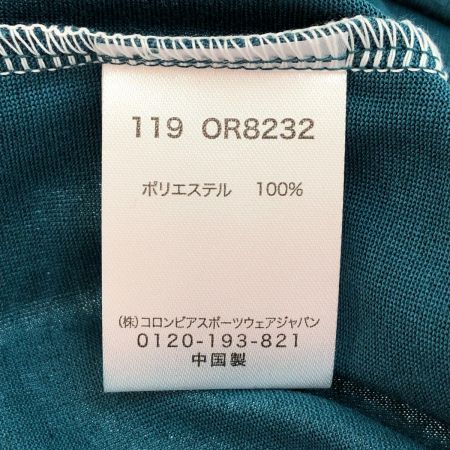 119 OR8232
ポリエステル 100%
(株)コロンビアスポーツウェアジャパン
0120-193-821
中国製